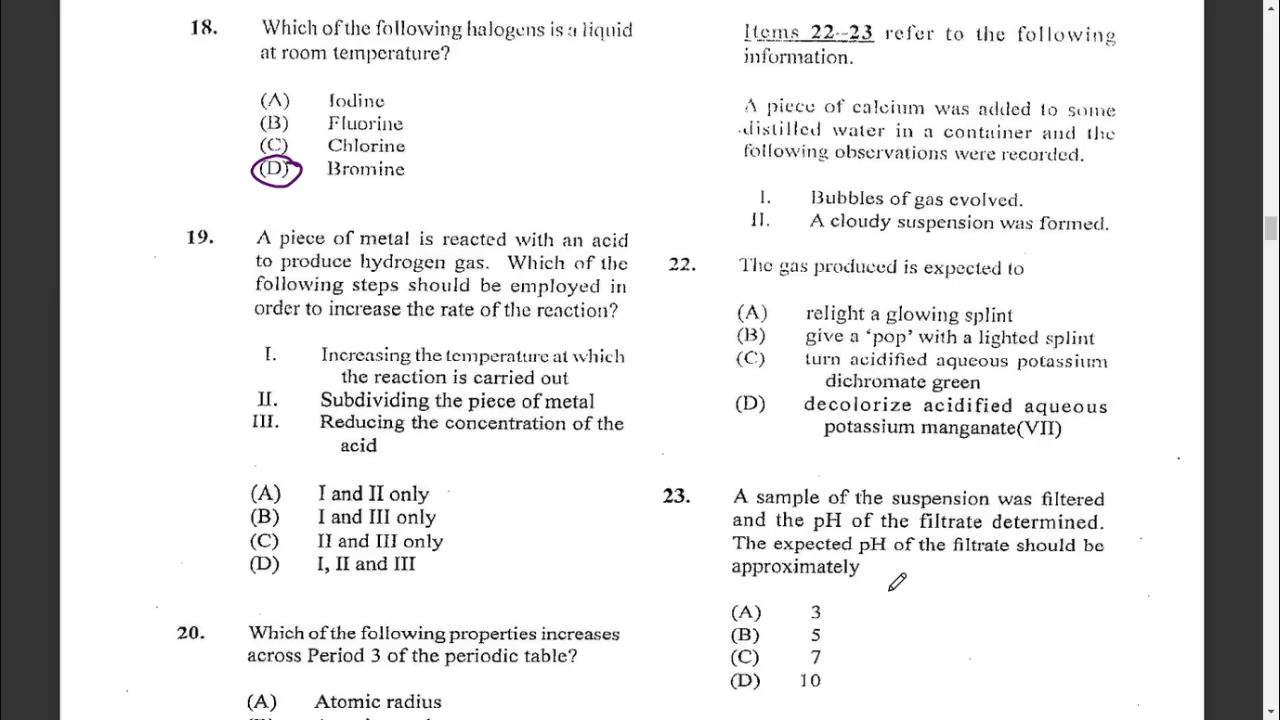 18. Which of the following halogens is a liquid
at room temperature?
(A) Iodine
(B) Fluorine
(C) Chlorine
(D) Bromine
19. A piece of metal is reacted with an acid
to produce hydrogen gas. Which of the
following steps should be employed in
order to increase the rate of the reaction?
I. Increasing the temperature at which
the reaction is carried out
II. Subdividing the piece of metal
III. Reducing the concentration of the
acid
(A) I and II only
(B) I and III only
(C) II and III only
(D) I, II and III
20. Which of the following properties increases
across Period 3 of the periodic table?
(A) Atomic radius
Items 22--23 refer to the following
information.
A piece of calcium was added to some
distilled water in a container and the
following observations were recorded.
I. Bubbles of gas evolved.
II. A cloudy suspension was formed.
22. The gas produced is expected to
(A) relight a glowing splint
(B) give a ‘pop’ with a lighted splint
(C) turn acidified aqueous potassium
dichromate green
(D) decolorize acidified aqueous
potassium manganate(VII)
23. A sample of the suspension was filtered
and the pH of the filtrate determined.
The expected pH of the filtrate should be
approximately
(A) 3
(B) 5
(C) 7
(D) 10